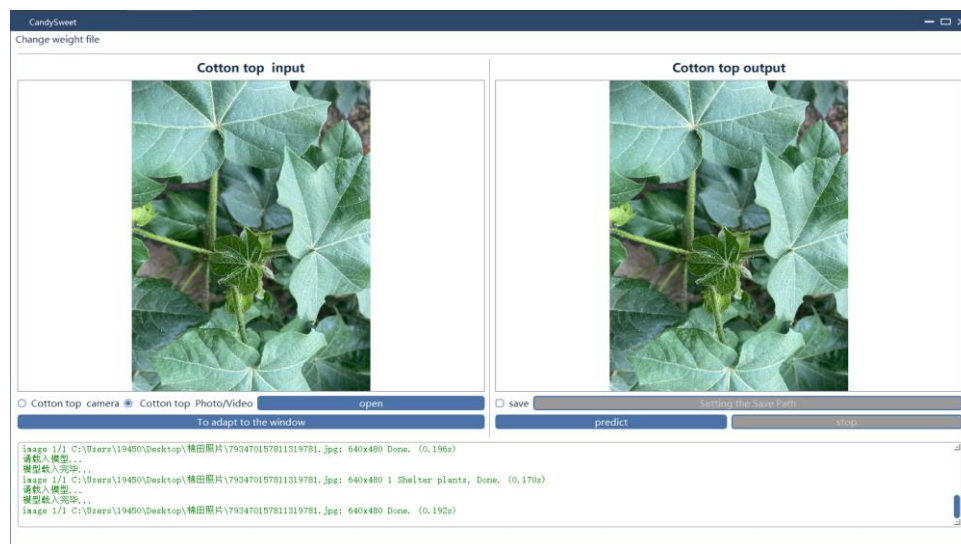 CandySweet
Change weight file
Cotton top input
Cotton top output
Cotton top camera Cotton top Photo/Video open
save Setting the Save Path
To adapt to the window
predict stop
image 1/1 C:\Users\19450\Desktop\棉田照片\793470157811319781.jpg: 640x480 Done. (0.196s)
请载入模型...
模型载入完毕...
image 1/1 C:\Users\19450\Desktop\棉田照片\793470157811319781.jpg: 640x480 1 Shelter plants, Done. (0.170s)
请载入模型...
模型载入完毕...
image 1/1 C:\Users\19450\Desktop\棉田照片\793470157811319781.jpg: 640x480 Done. (0.192s)